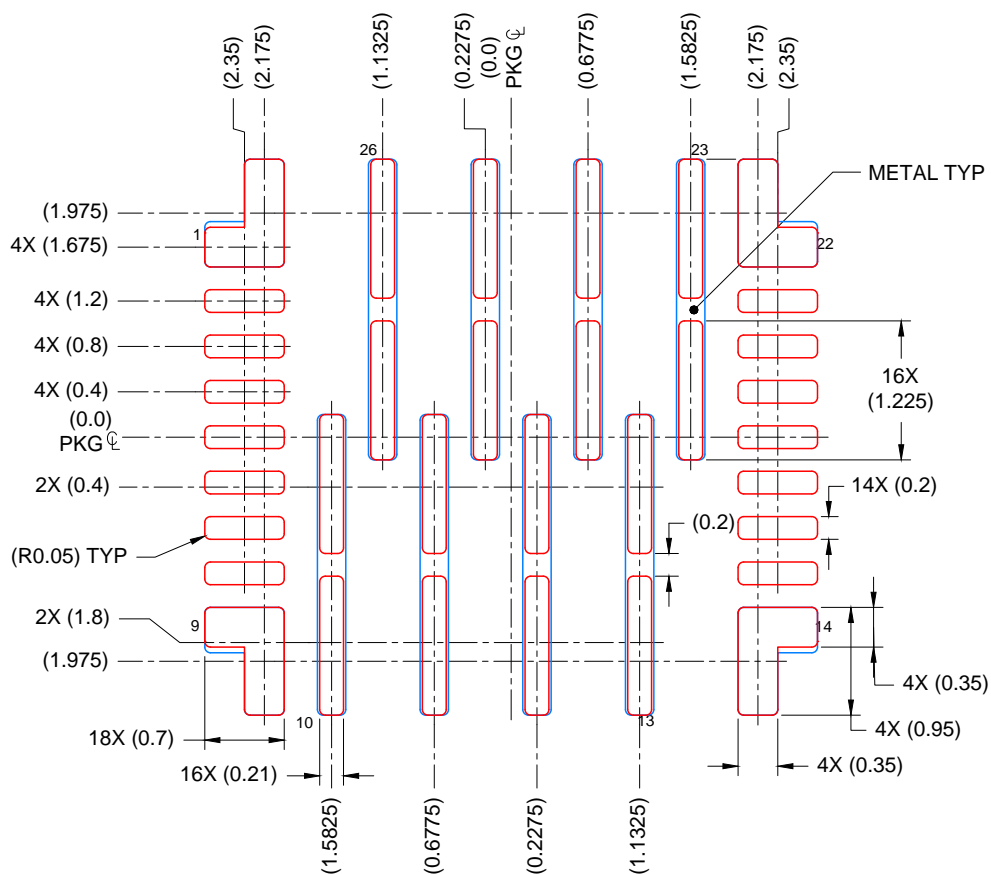 (2.35)
(2.175)
(1.1325)
(0.2275)
(0.0)
PKG ℄
(0.6775)
(1.5825)
(2.175)
(2.35)
26
23
METAL TYP
(1.975)
1
22
4X (1.675)
4X (1.2)
4X (0.8)
4X (0.4)
16X
(1.225)
(0.0)
PKG ℄
2X (0.4)
14X (0.2)
(0.2)
(R0.05) TYP
2X (1.8)
9
14
(1.975)
4X (0.35)
10
13
18X (0.7)
4X (0.95)
16X (0.21)
4X (0.35)
(1.5825)
(0.6775)
(0.2275)
(1.1325)